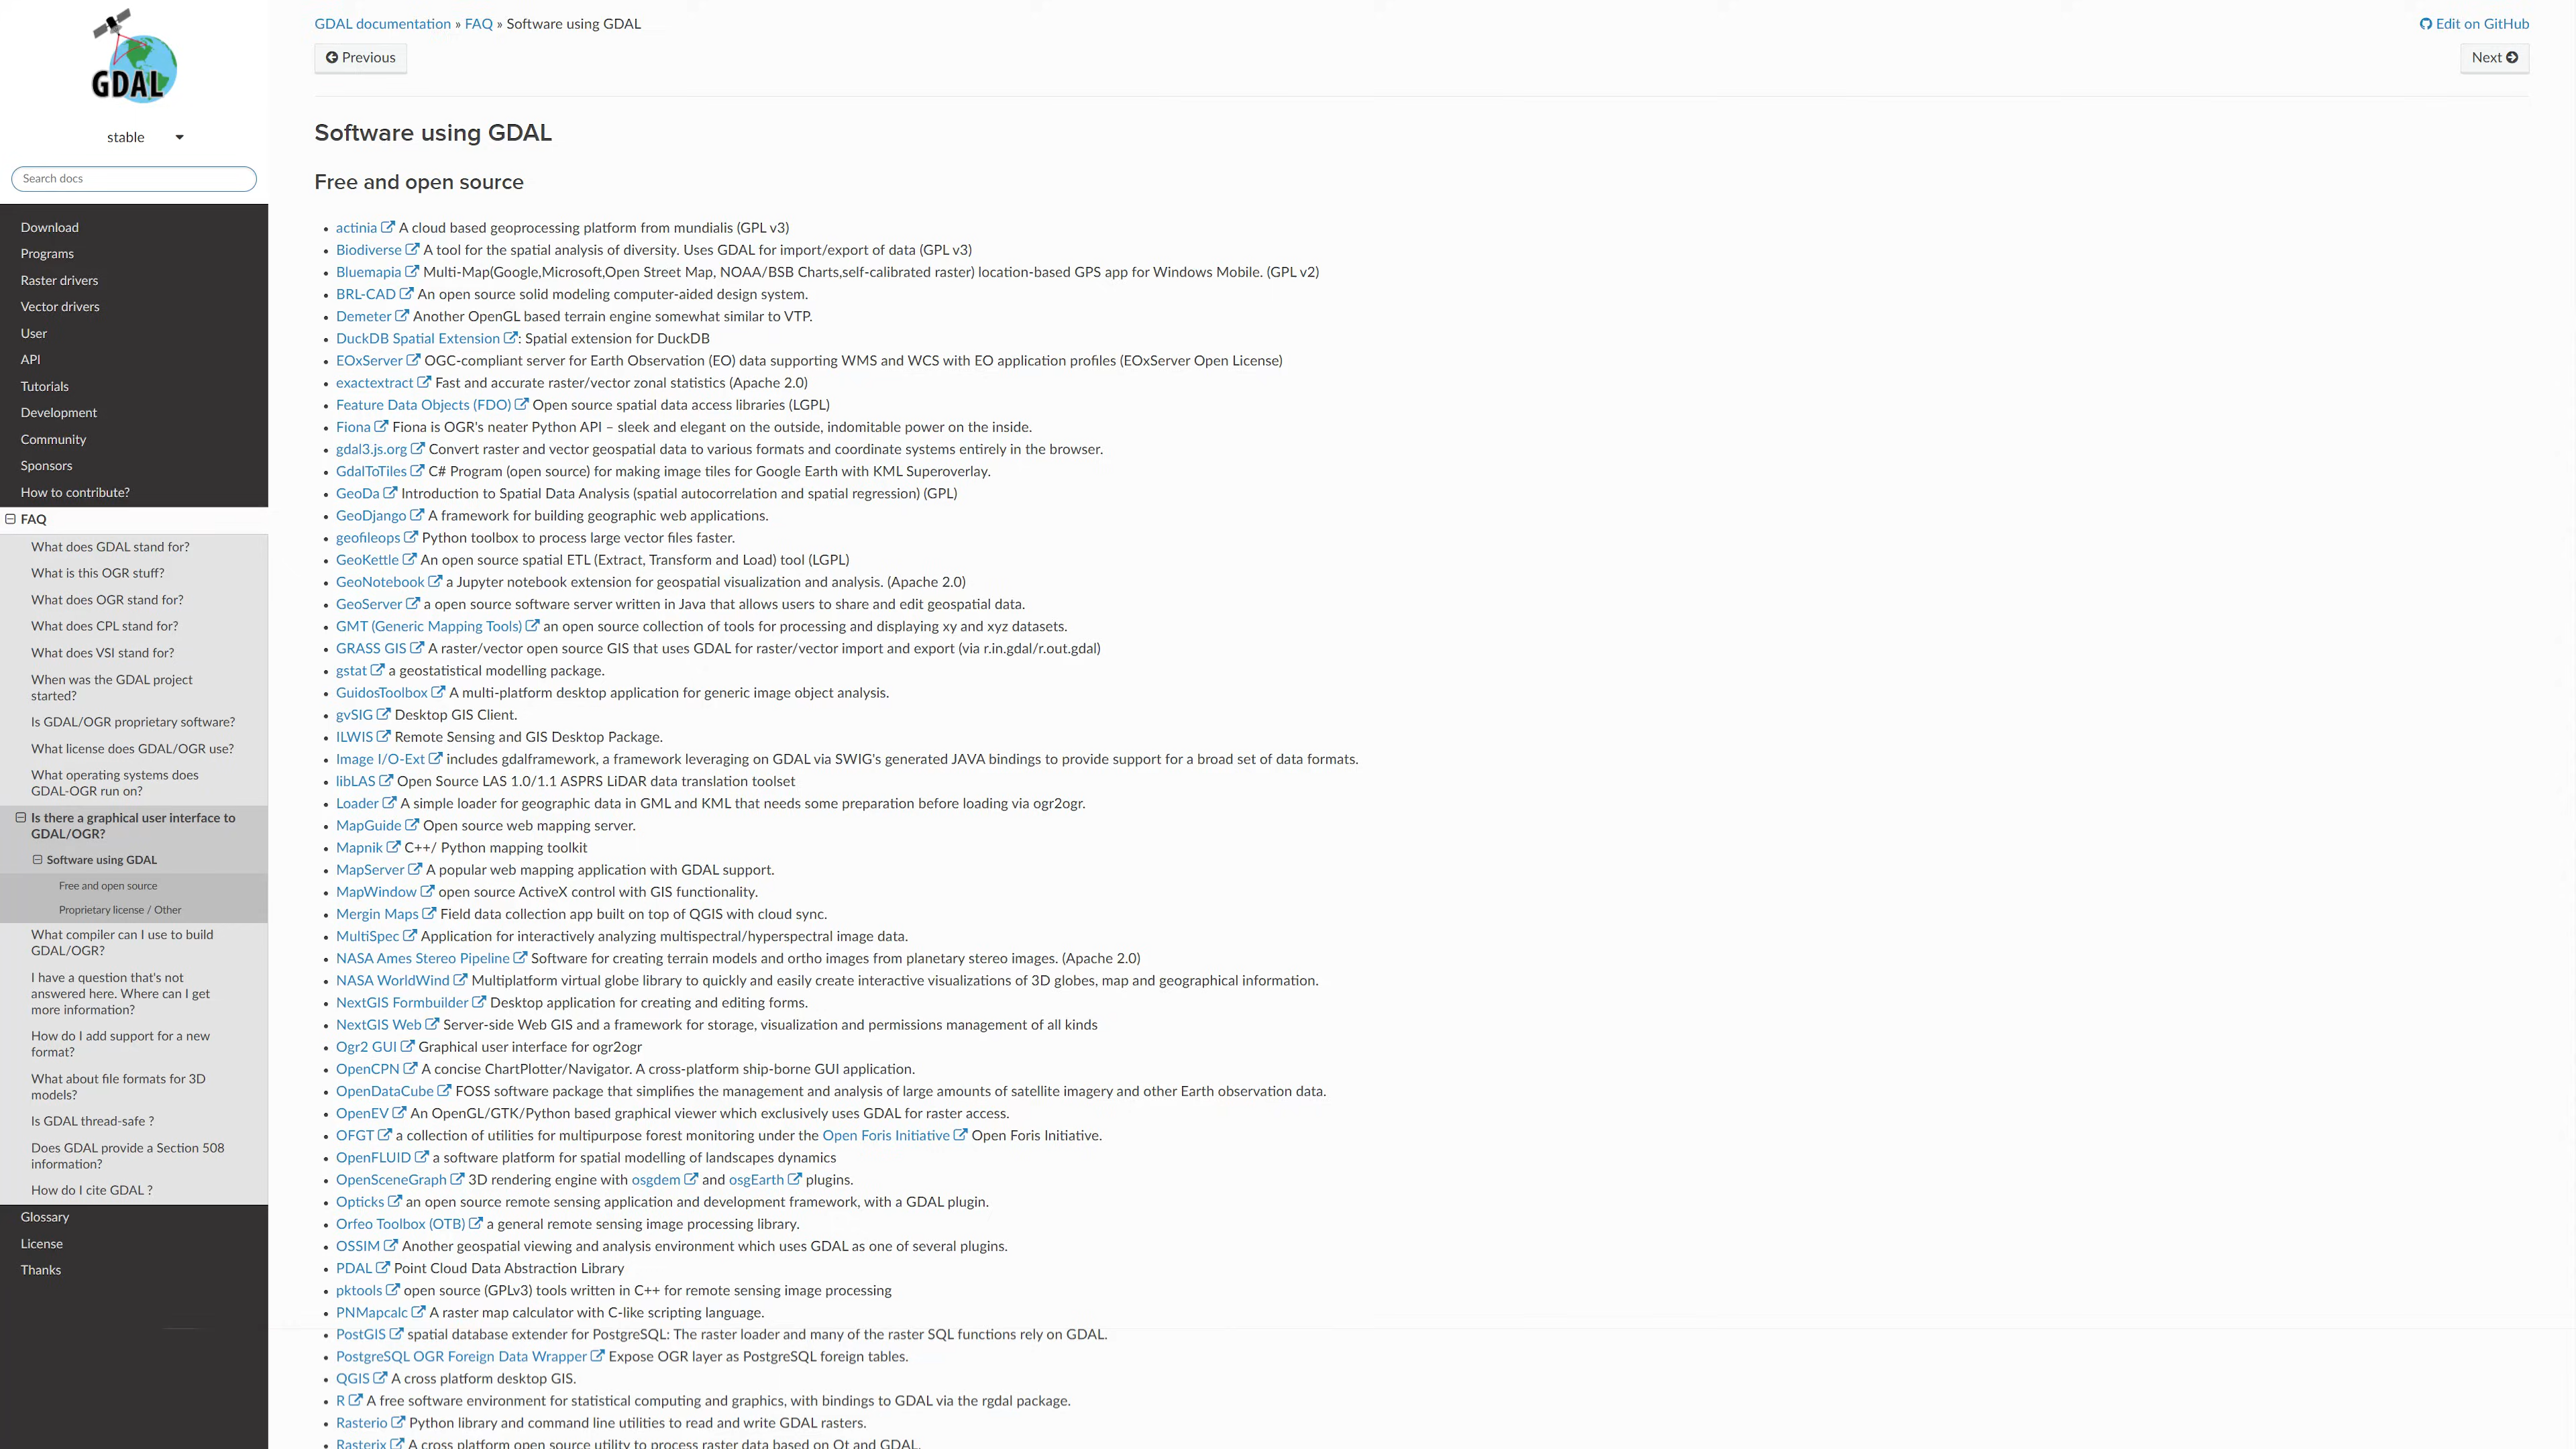 GDAL
stable
Search docs
Download
Programs
Raster drivers
Vector drivers
User
API
Tutorials
Development
Community
Sponsors
How to contribute?
FAQ
What does GDAL stand for?
What is this OGR stuff?
What does OGR stand for?
What does CPL stand for?
What does VSI stand for?
When was the GDAL project
started?
Is GDAL/OGR proprietary software?
What license does GDAL/OGR use?
What operating systems does
GDAL-OGR run on?
Is there a graphical user interface to
GDAL/OGR?
Software using GDAL
Free and open source
Proprietary license / Other
What compiler can I use to build
GDAL/OGR?
I have a question that's not
answered here. Where can I get
more information?
How do I add support for a new
format?
What about file formats for 3D
models?
Is GDAL thread-safe ?
Does GDAL provide a Section 508
information?
How do I cite GDAL ?
Glossary
License
Thanks
GDAL documentation » FAQ » Software using GDAL
Edit on GitHub
Previous
Next
Software using GDAL
Free and open source
• actinia A cloud based geoprocessing platform from mundialis (GPL v3)
• Biodiverse A tool for the spatial analysis of diversity. Uses GDAL for import/export of data (GPL v3)
• Bluemapia Multi-Map(Google,Microsoft,Open Street Map, NOAA/BSB Charts,self-calibrated raster) location-based GPS app for Windows Mobile. (GPL v2)
• BRL-CAD An open source solid modeling computer-aided design system.
• Demeter Another OpenGL based terrain engine somewhat similar to VTP.
• DuckDB Spatial Extension : Spatial extension for DuckDB
• EOxServer OGC-compliant server for Earth Observation (EO) data supporting WMS and WCS with EO application profiles (EOxServer Open License)
• exactextract Fast and accurate raster/vector zonal statistics (Apache 2.0)
• Feature Data Objects (FDO) Open source spatial data access libraries (LGPL)
• Fiona Fiona is OGR's neater Python API – sleek and elegant on the outside, indomitable power on the inside.
• gdal3.js.org Convert raster and vector geospatial data to various formats and coordinate systems entirely in the browser.
• GdalToTiles C# Program (open source) for making image tiles for Google Earth with KML Superoverlay.
• GeoDa Introduction to Spatial Data Analysis (spatial autocorrelation and spatial regression) (GPL)
• GeoDjango A framework for building geographic web applications.
• geofileops Python toolbox to process large vector files faster.
• GeoKettle An open source spatial ETL (Extract, Transform and Load) tool (LGPL)
• GeoNotebook a Jupyter notebook extension for geospatial visualization and analysis. (Apache 2.0)
• GeoServer a open source software server written in Java that allows users to share and edit geospatial data.
• GMT (Generic Mapping Tools) an open source collection of tools for processing and displaying xy and xyz datasets.
• GRASS GIS A raster/vector open source GIS that uses GDAL for raster/vector import and export (via r.in.gdal/r.out.gdal)
• gstat a geostatistical modelling package.
• GuidosToolbox A multi-platform desktop application for generic image object analysis.
• gvSIG Desktop GIS Client.
• ILWIS Remote Sensing and GIS Desktop Package.
• Image I/O-Ext includes gdalframework, a framework leveraging on GDAL via SWIG's generated JAVA bindings to provide support for a broad set of data formats.
• libLAS Open Source LAS 1.0/1.1 ASPRS LiDAR data translation toolset
• Loader A simple loader for geographic data in GML and KML that needs some preparation before loading via ogr2ogr.
• MapGuide Open source web mapping server.
• Mapnik C++/ Python mapping toolkit
• MapServer A popular web mapping application with GDAL support.
• MapWindow open source ActiveX control with GIS functionality.
• Mergin Maps Field data collection app built on top of QGIS with cloud sync.
• MultiSpec Application for interactively analyzing multispectral/hyperspectral image data.
• NASA Ames Stereo Pipeline Software for creating terrain models and ortho images from planetary stereo images. (Apache 2.0)
• NASA WorldWind Multiplatform virtual globe library to quickly and easily create interactive visualizations of 3D globes, map and geographical information.
• NextGIS Formbuilder Desktop application for creating and editing forms.
• NextGIS Web Server-side Web GIS and a framework for storage, visualization and permissions management of all kinds
• Ogr2 GUI Graphical user interface for ogr2ogr
• OpenCPN A concise ChartPlotter/Navigator. A cross-platform ship-borne GUI application.
• OpenDataCube FOSS software package that simplifies the management and analysis of large amounts of satellite imagery and other Earth observation data.
• OpenEV An OpenGL/GTK/Python based graphical viewer which exclusively uses GDAL for raster access.
• OFGT a collection of utilities for multipurpose forest monitoring under the Open Foris Initiative Open Foris Initiative.
• OpenFLUID a software platform for spatial modelling of landscapes dynamics
• OpenSceneGraph 3D rendering engine with osgdem and osgEarth plugins.
• Opticks an open source remote sensing application and development framework, with a GDAL plugin.
• Orfeo Toolbox (OTB) a general remote sensing image processing library.
• OSSIM Another geospatial viewing and analysis environment which uses GDAL as one of several plugins.
• PDAL Point Cloud Data Abstraction Library
• pktools open source (GPLv3) tools written in C++ for remote sensing image processing
• PNMapcalc A raster map calculator with C-like scripting language.
• PostGIS spatial database extender for PostgreSQL: The raster loader and many of the raster SQL functions rely on GDAL.
• PostgreSQL OGR Foreign Data Wrapper Expose OGR layer as PostgreSQL foreign tables.
• QGIS A cross platform desktop GIS.
• R A free software environment for statistical computing and graphics, with bindings to GDAL via the rgdal package.
• Rasterio Python library and command line utilities to read and write GDAL rasters.
• Rasterix A cross platform open source utility to process raster data based on Qt and GDAL.